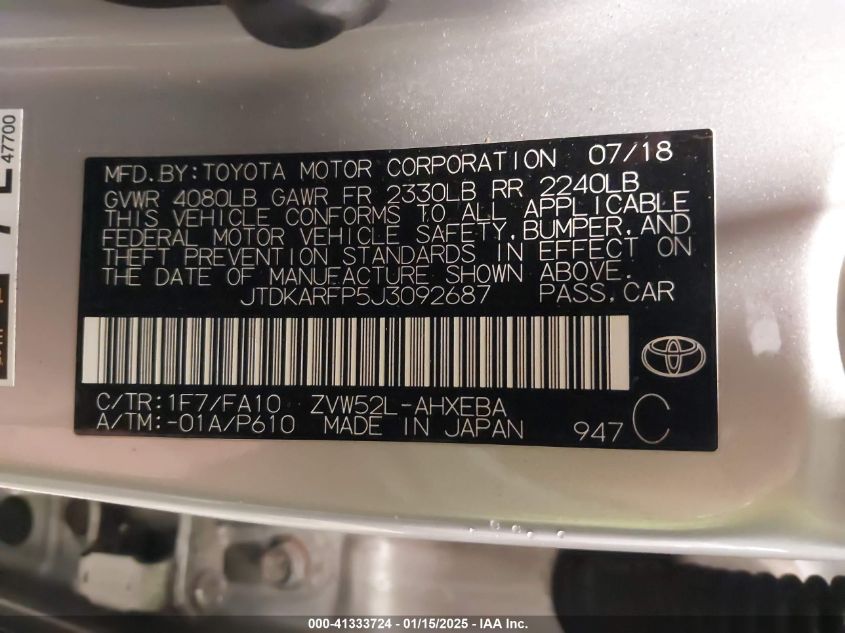 MFD.BY:TOYOTA MOTOR CORPORATION 07/18
GVWR 4080LB GAWR FR 2330LB RR 2240LB
THIS VEHICLE CONFORMS TO ALL APPLICABLE
FEDERAL MOTOR VEHICLE SAFETY,BUMPER,AND
THEFT PREVENTION STANDARDS IN EFFECT ON
THE DATE OF MANUFACTURE SHOWN ABOVE.
JTDKARFP5J3092687 PASS.CAR
C/TR:1F7/FA10 ZVW52L-AHXEBA
A/TM:-01A/P610 MADE IN JAPAN 947 C
47700
000-41333724 - 01/15/2025 - IAA Inc.